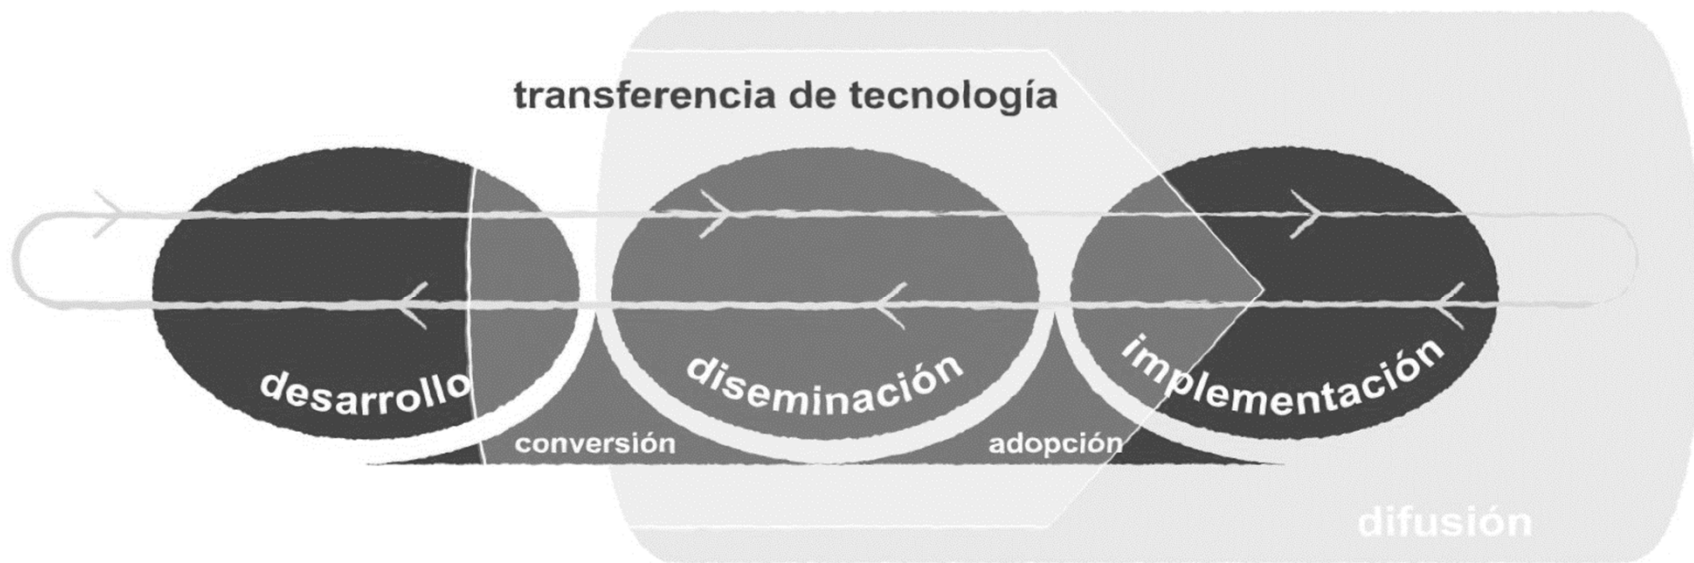 transferencia de tecnología
desarrollo
diseminación
implementación
conversión
adopción
difusión